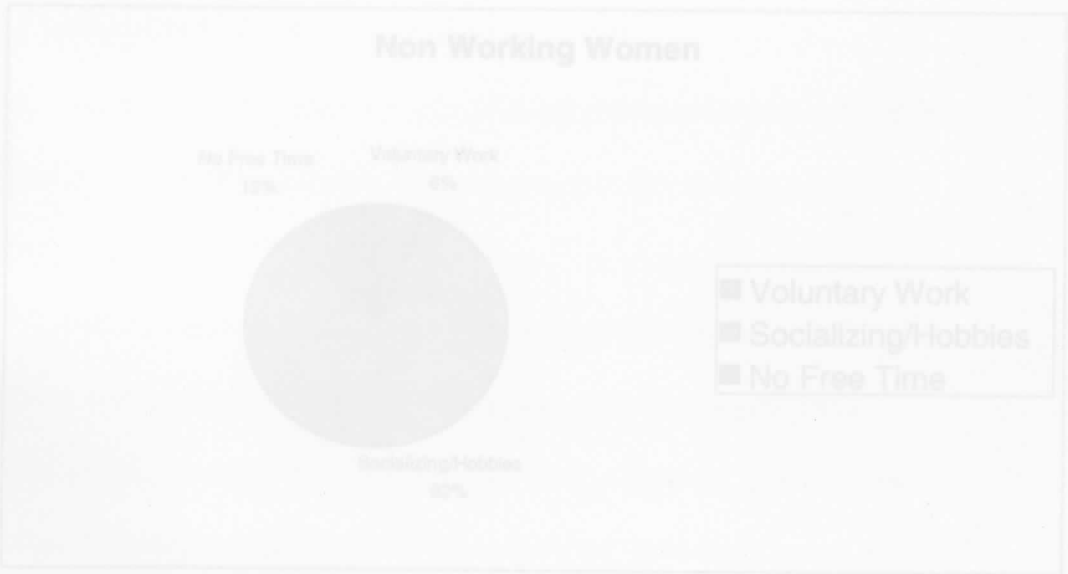 Non Working Women
No Free Time
Voluntary Work
Voluntary Work
Socializing/Hobbies
No Free Time
Socializing/Hobbies